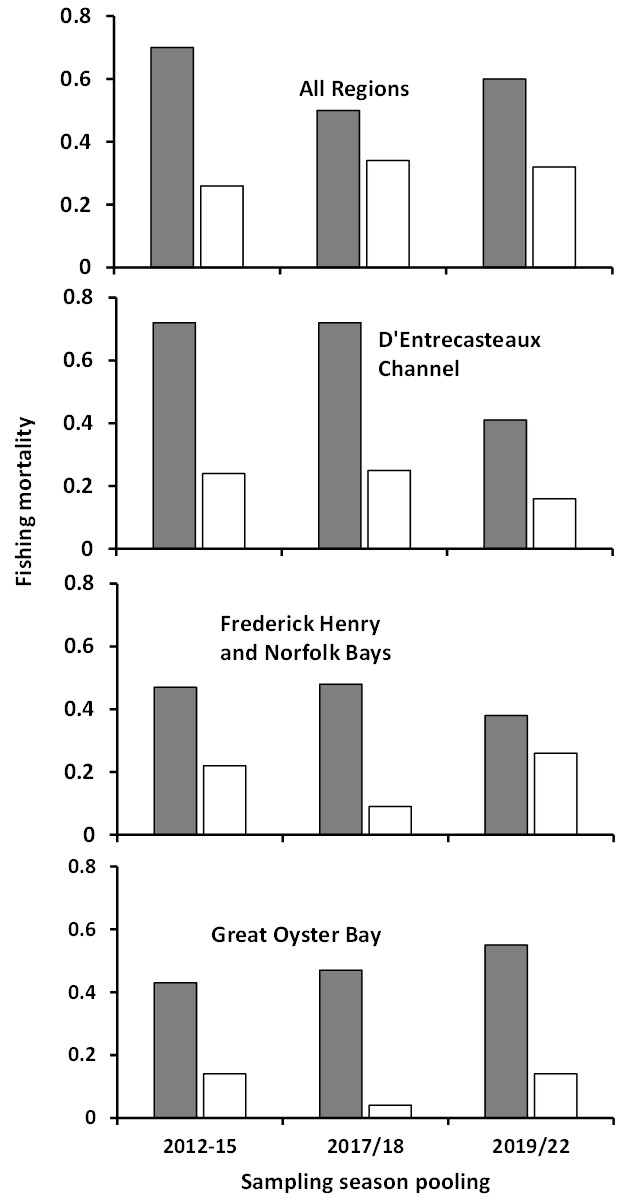 0.8
0.6
0.4
0.2
0
All Regions
0.8
0.6
0.4
0.2
0
D'Entrecasteaux
Channel
Fishing mortality
0.8
0.6
0.4
0.2
0
Frederick Henry
and Norfolk Bays
0.8
0.6
0.4
0.2
0
Great Oyster Bay
2012-15 2017/18 2019/22
Sampling season pooling